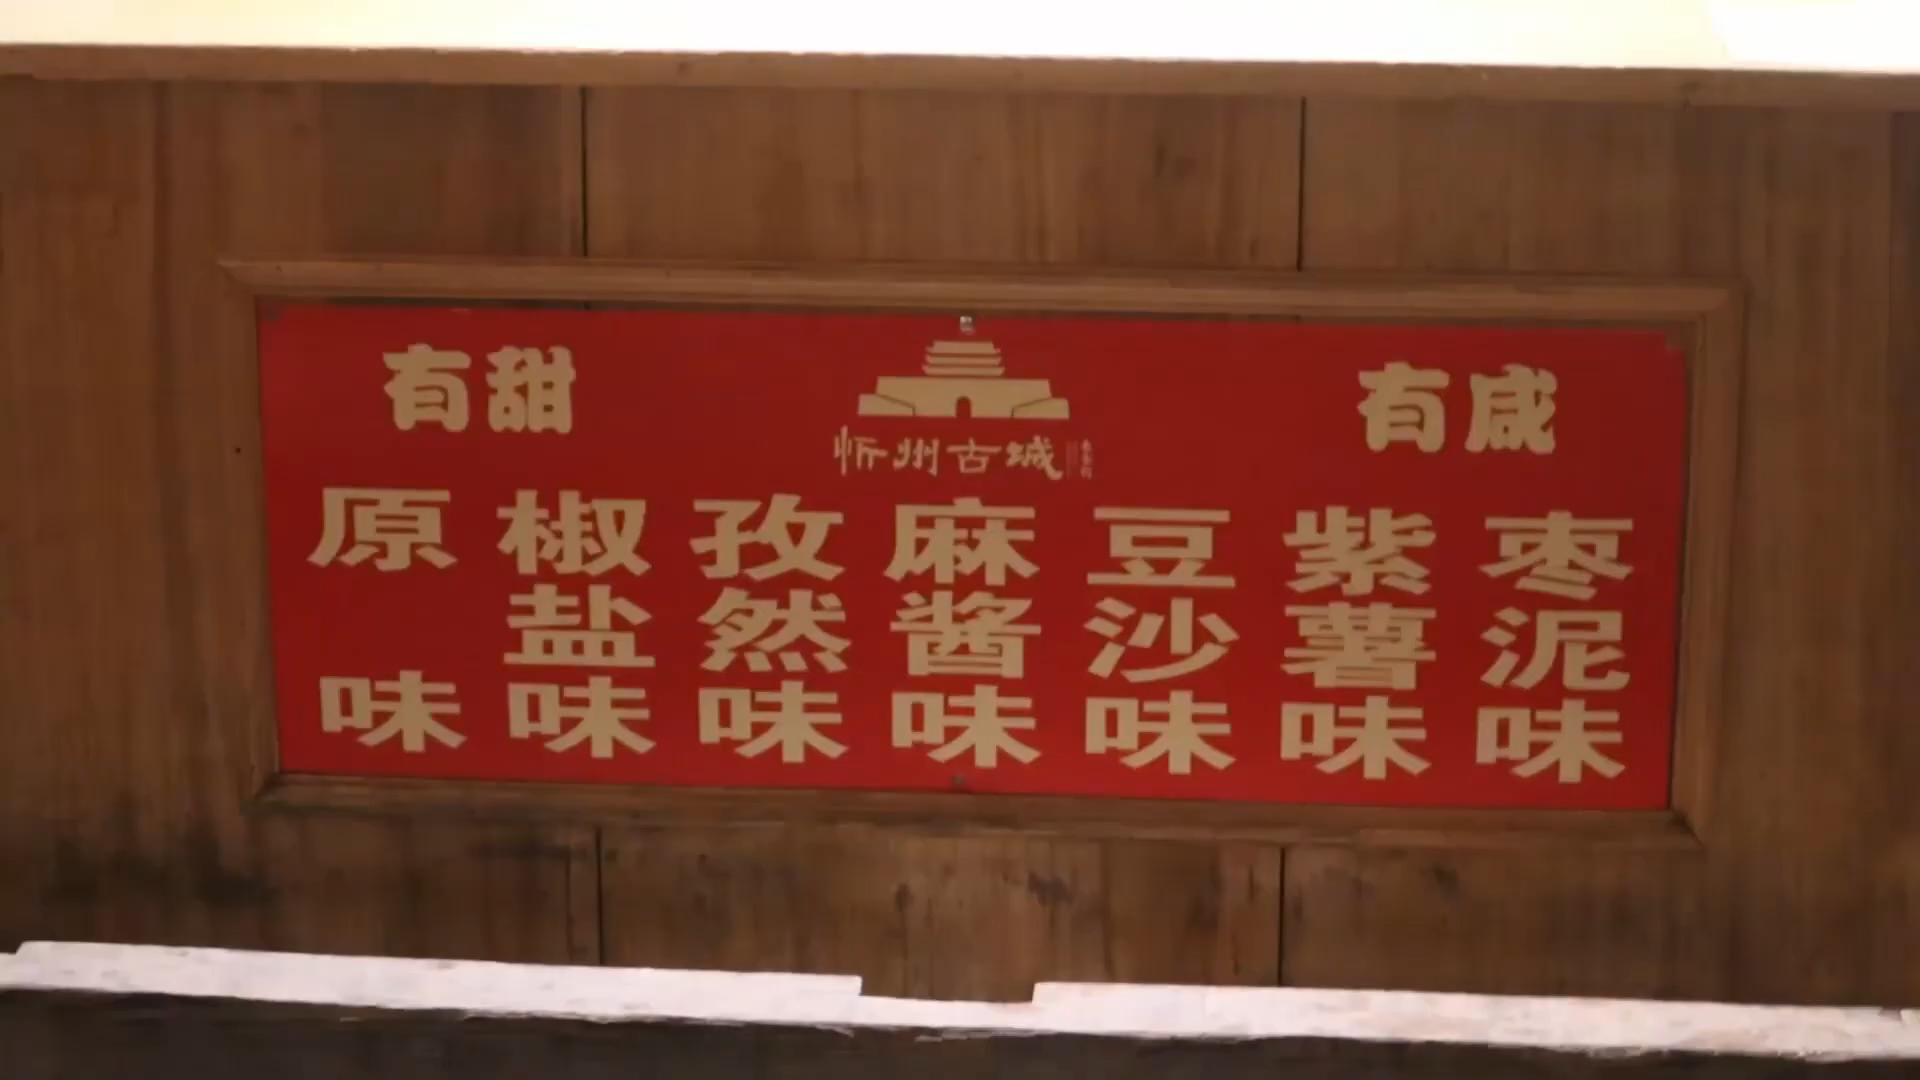 有甜
忻州古城
有咸
原味
椒盐味
孜然味
麻酱味
豆沙味
紫薯味
枣泥味